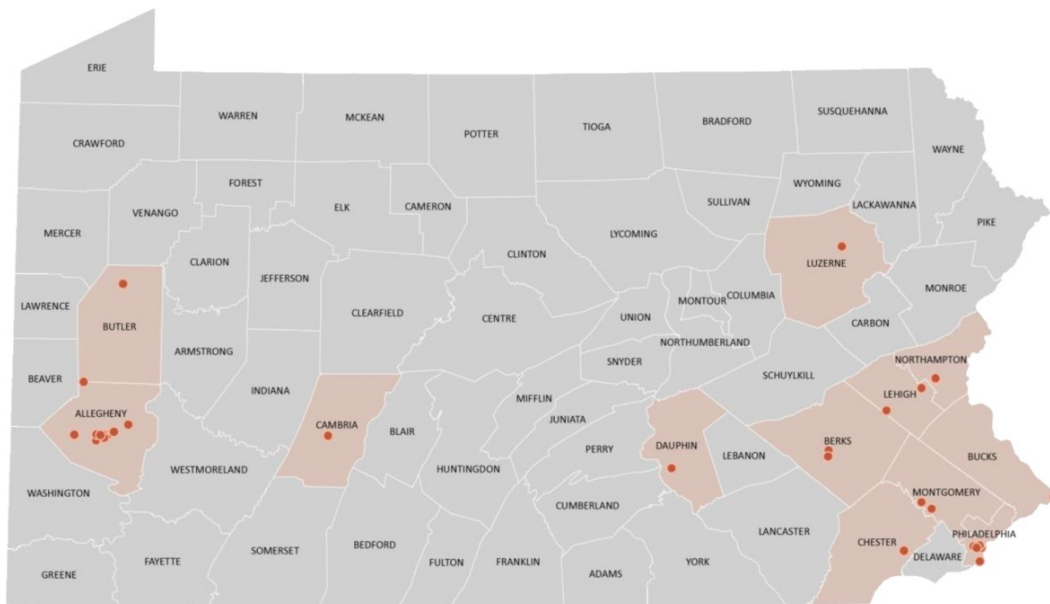 ERIE
WARREN
MCKEAN
POTTER
TIOGA
BRADFORD
SUSQUEHANNA
WAYNE
CRAWFORD
FOREST
ELK
CAMERON
WYOMING
LACKAWANNA
SULLIVAN
PIKE
VENANGO
MERCER
LYCOMING
CLINTON
CLARION
LUZERNE
JEFFERSON
MONROE
LAWRENCE
BUTLER
CLEARFIELD
CENTRE
UNION
MONTOUR
COLUMBIA
CARBON
NORTHUMBERLAND
ARMSTRONG
SNYDER
NORTHAMPTON
BEAVER
INDIANA
SCHUYLKILL
LEHIGH
MIFFLIN
ALLEGHENY
CAMBRIA
BLAIR
JUNIATA
PERRY
DAUPHIN
LEBANON
BERKS
BUCKS
WESTMORELAND
HUNTINGDON
WASHINGTON
MONTGOMERY
CUMBERLAND
LANCASTER
PHILADELPHIA
CHESTER
DELAWARE
SOMERSET
BEDFORD
FAYETTE
FULTON
FRANKLIN
YORK
GREENE
ADAMS